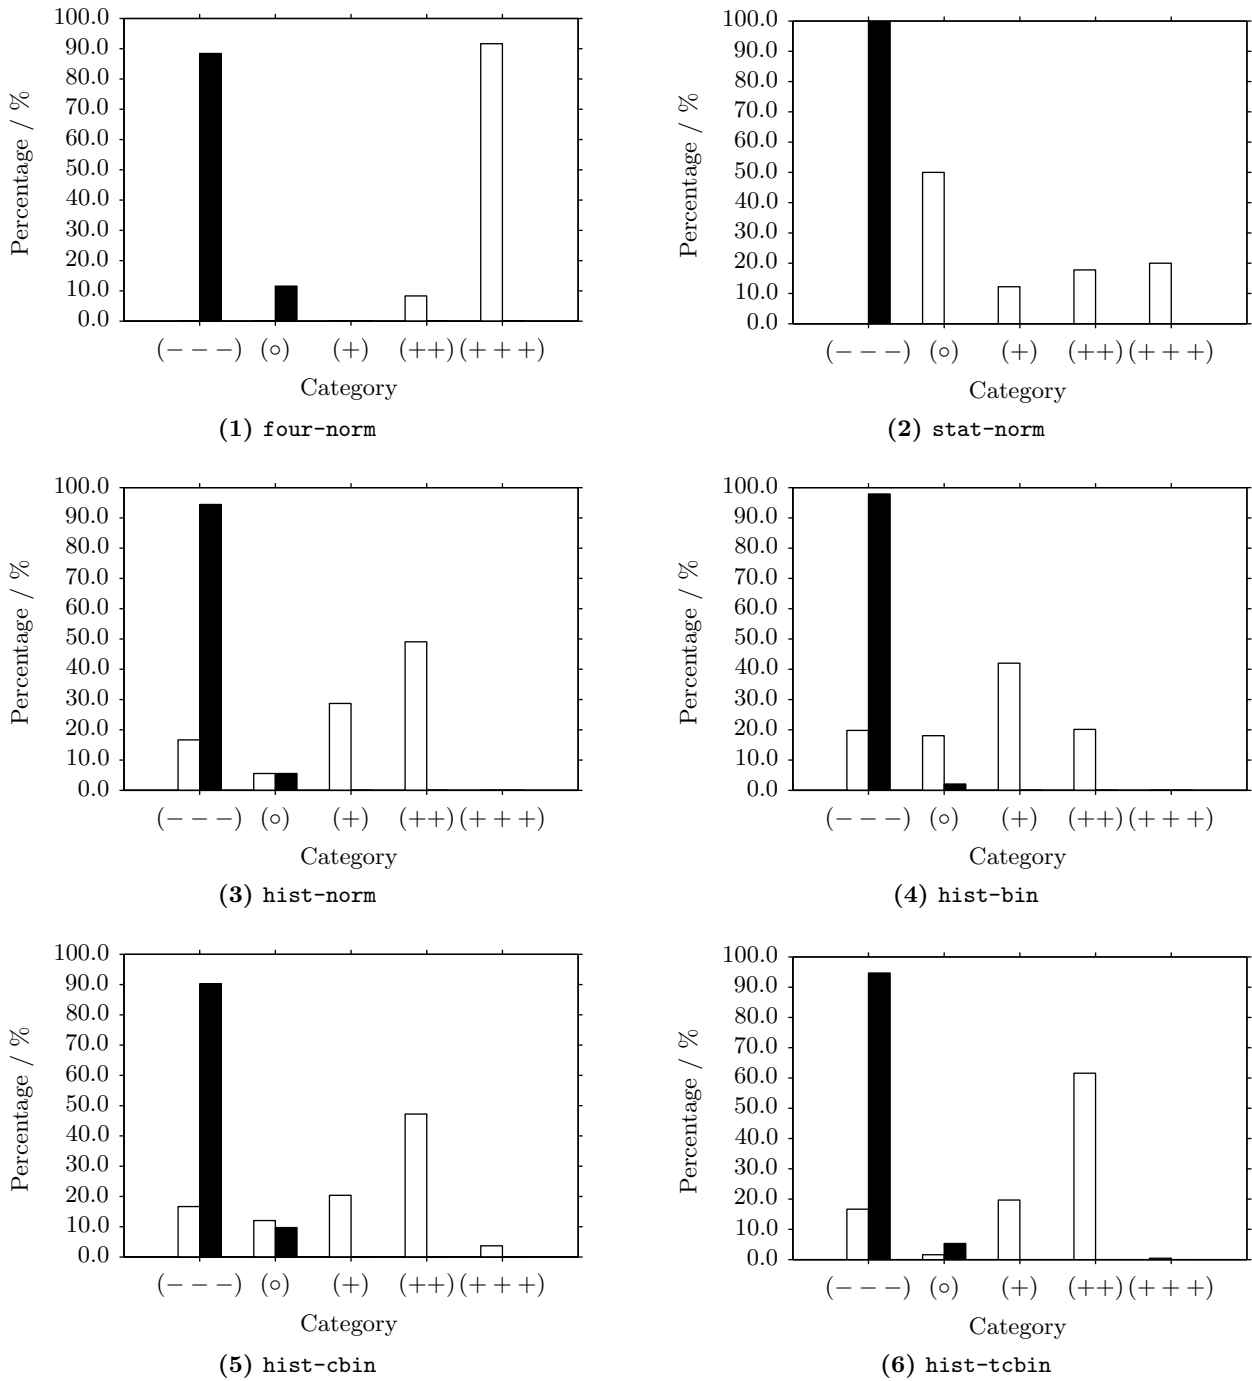 100.0
90.0
80.0
70.0
60.0
50.0
40.0
30.0
20.0
10.0
0.0
Percentage / %
(− − −) (◦) (+) (++) (+ + +)
Category
(1) four-norm
100.0
90.0
80.0
70.0
60.0
50.0
40.0
30.0
20.0
10.0
0.0
Percentage / %
(− − −) (◦) (+) (++) (+ + +)
Category
(2) stat-norm
100.0
90.0
80.0
70.0
60.0
50.0
40.0
30.0
20.0
10.0
0.0
Percentage / %
(− − −) (◦) (+) (++) (+ + +)
Category
(3) hist-norm
100.0
90.0
80.0
70.0
60.0
50.0
40.0
30.0
20.0
10.0
0.0
Percentage / %
(− − −) (◦) (+) (++) (+ + +)
Category
(4) hist-bin
100.0
90.0
80.0
70.0
60.0
50.0
40.0
30.0
20.0
10.0
0.0
Percentage / %
(− − −) (◦) (+) (++) (+ + +)
Category
(5) hist-cbin
100.0
90.0
80.0
70.0
60.0
50.0
40.0
30.0
20.0
10.0
0.0
Percentage / %
(− − −) (◦) (+) (++) (+ + +)
Category
(6) hist-tcbin